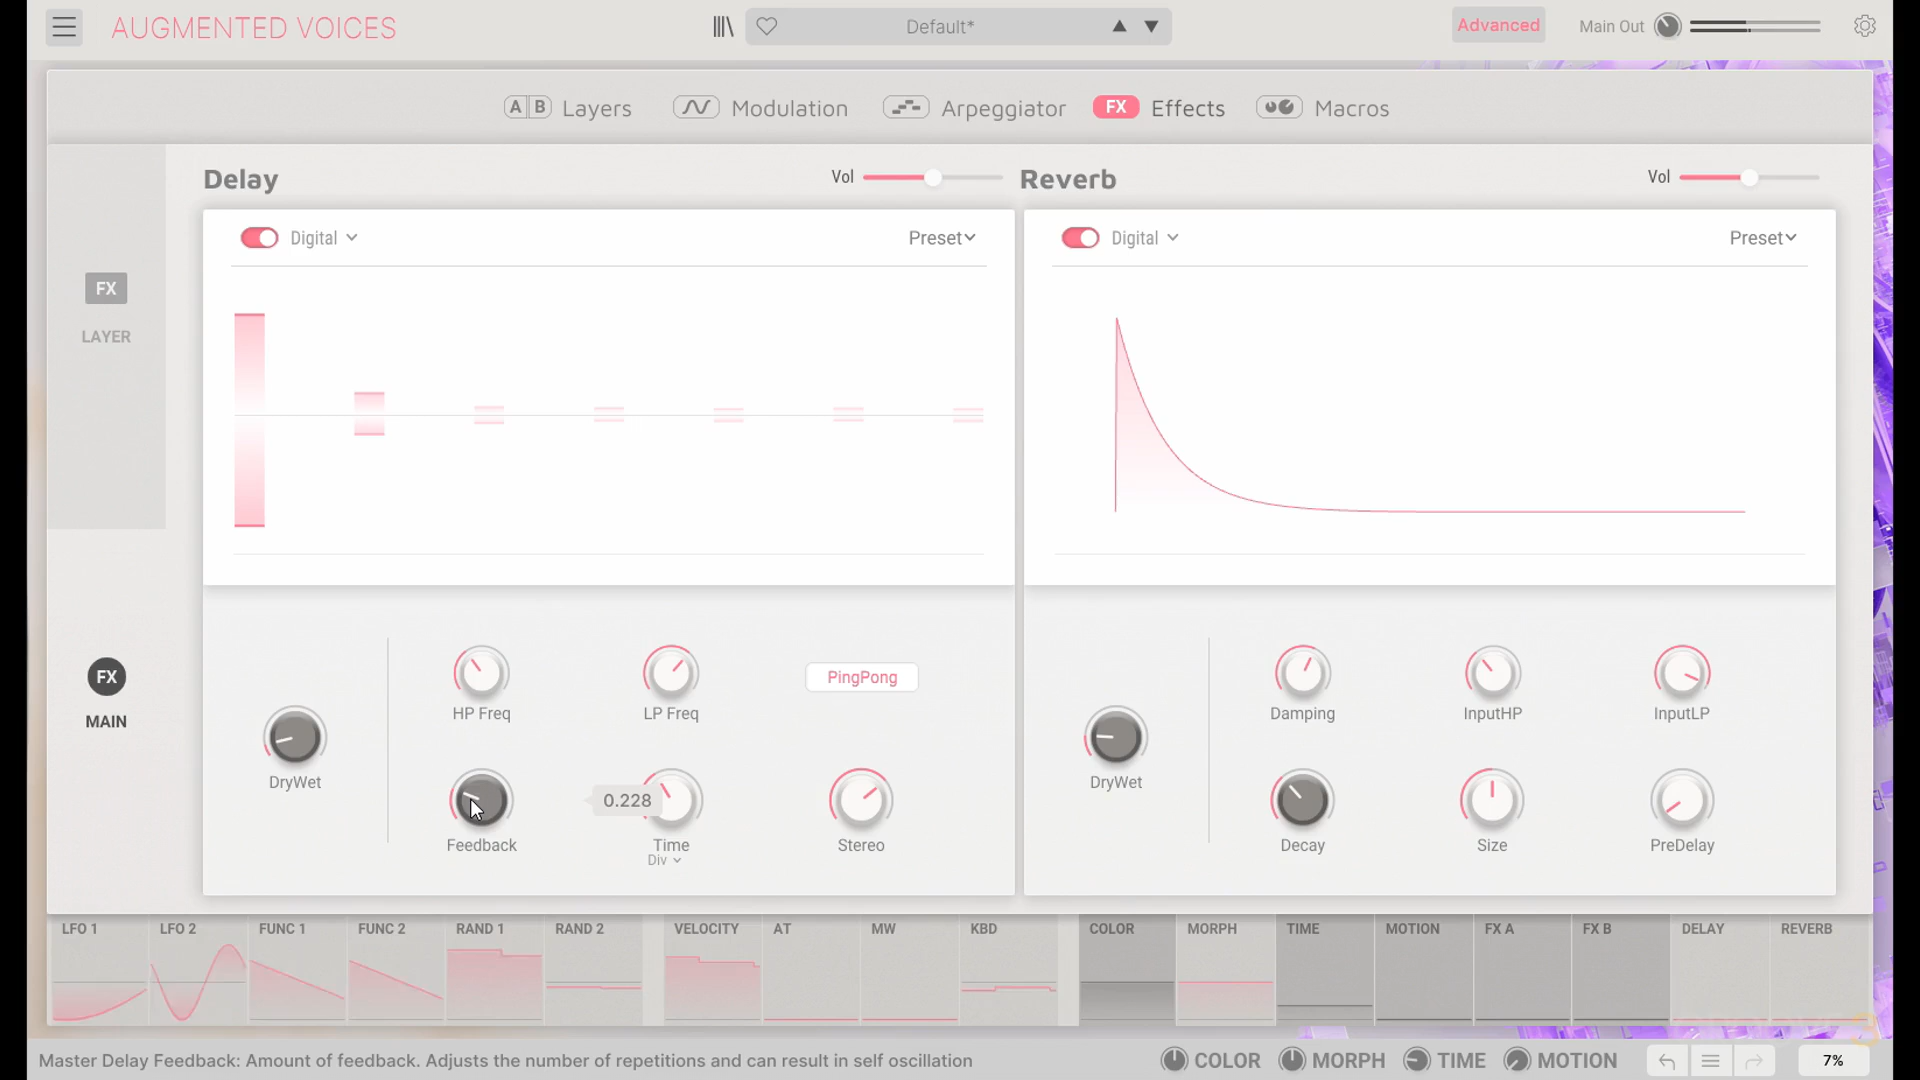 AUGMENTED VOICES
Default*
Advanced
Main Out
A B Layers
Modulation
Arpeggiator
FX Effects
Macros
Delay
Vol
Reverb
Vol
Digital
Preset
Digital
Preset
FX
LAYER
FX
MAIN
HP Freq
LP Freq
PingPong
DryWet
Feedback
0.228
Time
Div
Stereo
Damping
InputHP
InputLP
DryWet
Decay
Size
PreDelay
LFO 1
LFO 2
FUNC 1
FUNC 2
RAND 1
RAND 2
VELOCITY
AT
MW
KBD
COLOR
MORPH
TIME
MOTION
FX A
FX B
DELAY
REVERB
Master Delay Feedback: Amount of feedback. Adjusts the number of repetitions and can result in self oscillation
COLOR
MORPH
TIME
MOTION
7%